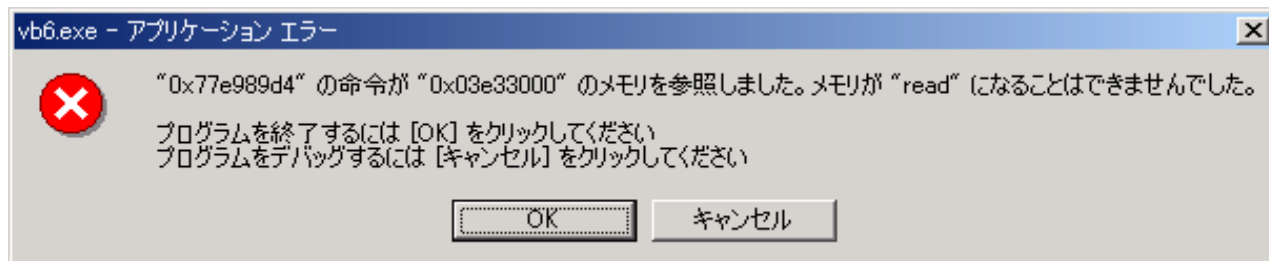 vb6.exe - アプリケーション エラー
"0x77e989d4" の命令が "0x03e33000" のメモリを参照しました。メモリが "read" になることはできませんでした。
プログラムを終了するには [OK] をクリックしてください
プログラムをデバッグするには [キャンセル] をクリックしてください
OK
キャンセル